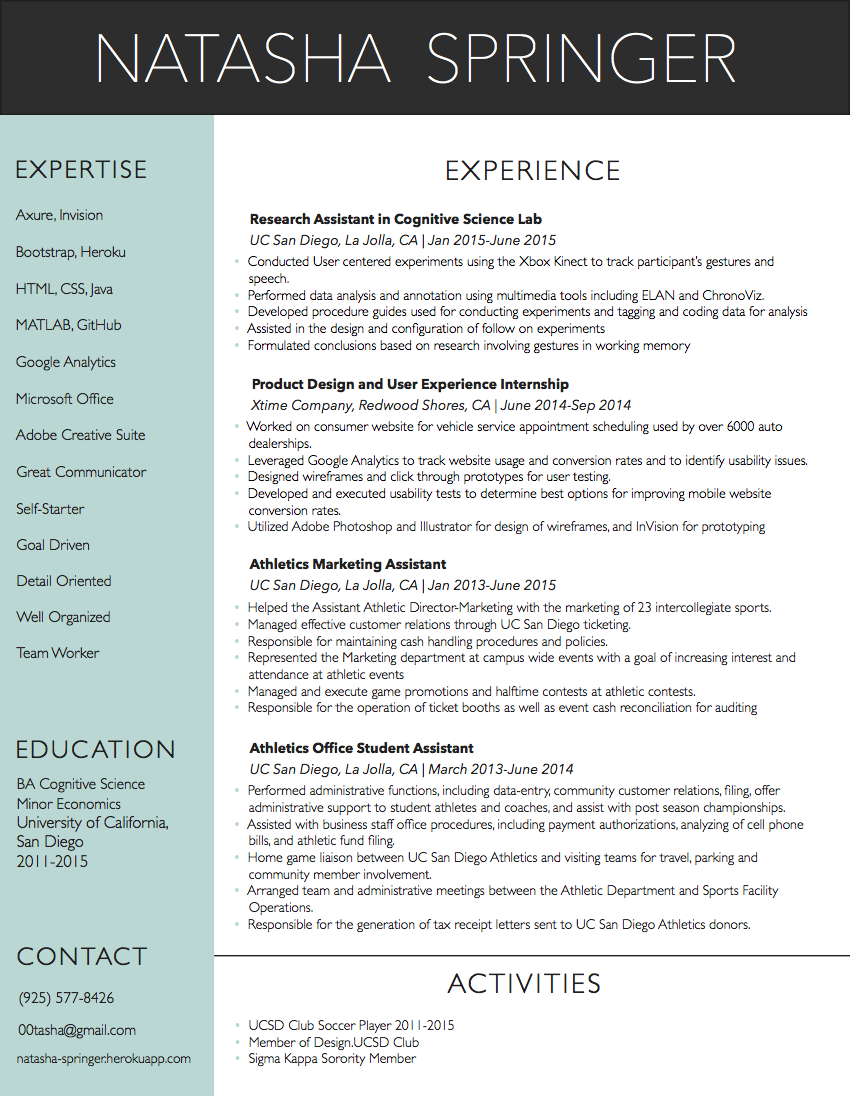 NATASHA SPRINGER
EXPERTISE
Axure, Invision
Bootstrap, Heroku
HTML, CSS, Java
MATLAB, GitHub
Google Analytics
Microsoft Office
Adobe Creative Suite
Great Communicator
Self-Starter
Goal Driven
Detail Oriented
Well Organized
Team Worker
EDUCATION
BA Cognitive Science
Minor Economics
University of California,
San Diego
2011-2015
CONTACT
(925) 577-8426
00tasha@gmail.com
natasha-springer.herokuapp.com
EXPERIENCE
Research Assistant in Cognitive Science Lab
UC San Diego, La Jolla, CA | Jan 2015-June 2015
• Conducted User centered experiments using the Xbox Kinect to track participant's gestures and
speech.
• Performed data analysis and annotation using multimedia tools including ELAN and ChronoViz.
• Developed procedure guides used for conducting experiments and tagging and coding data for analysis
• Assisted in the design and configuration of follow on experiments
• Formulated conclusions based on research involving gestures in working memory
Product Design and User Experience Internship
Xtime Company, Redwood Shores, CA | June 2014-Sep 2014
• Worked on consumer website for vehicle service appointment scheduling used by over 6000 auto
dealerships.
• Leveraged Google Analytics to track website usage and conversion rates and to identify usability issues.
• Designed wireframes and click through prototypes for user testing.
• Developed and executed usability tests to determine best options for improving mobile website
conversion rates.
• Utilized Adobe Photoshop and Illustrator for design of wireframes, and InVision for prototyping
Athletics Marketing Assistant
UC San Diego, La Jolla, CA | Jan 2013-June 2015
• Helped the Assistant Athletic Director-Marketing with the marketing of 23 intercollegiate sports.
• Managed effective customer relations through UC San Diego ticketing.
• Responsible for maintaining cash handling procedures and policies.
• Represented the Marketing department at campus wide events with a goal of increasing interest and
attendance at athletic events
• Managed and execute game promotions and halftime contests at athletic contests.
• Responsible for the operation of ticket booths as well as event cash reconciliation for auditing
Athletics Office Student Assistant
UC San Diego, La Jolla, CA | March 2013-June 2014
• Performed administrative functions, including data-entry, community customer relations, filing, offer
administrative support to student athletes and coaches, and assist with post season championships.
• Assisted with business staff office procedures, including payment authorizations, analyzing of cell phone
bills, and athletic fund filing.
• Home game liaison between UC San Diego Athletics and visiting teams for travel, parking and
community member involvement.
• Arranged team and administrative meetings between the Athletic Department and Sports Facility
Operations.
• Responsible for the generation of tax receipt letters sent to UC San Diego Athletics donors.
ACTIVITIES
• UCSD Club Soccer Player 2011-2015
• Member of Design.UCSD Club
• Sigma Kappa Sorority Member